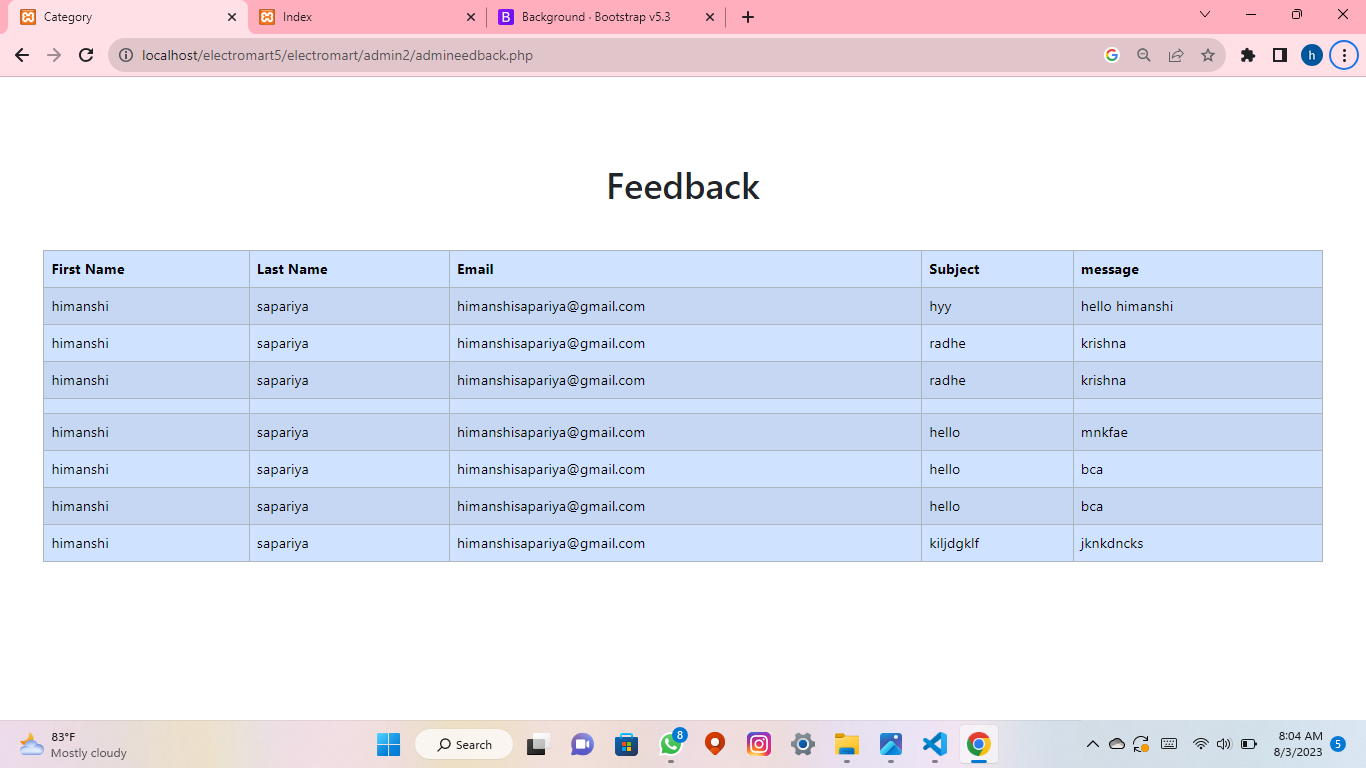 Category
Index
Background · Bootstrap v5.3
localhost/electromart5/electromart/admin2/admineedback.php
h
Feedback
First Name Last Name Email Subject message
himanshi sapariya himanshisapariya@gmail.com hyy hello himanshi
himanshi sapariya himanshisapariya@gmail.com radhe krishna
himanshi sapariya himanshisapariya@gmail.com radhe krishna
himanshi sapariya himanshisapariya@gmail.com hello mnkfae
himanshi sapariya himanshisapariya@gmail.com hello bca
himanshi sapariya himanshisapariya@gmail.com hello bca
himanshi sapariya himanshisapariya@gmail.com kiljdgklf jknkdncks
83°F
Mostly cloudy
Search
8
8:04 AM
8/3/2023
5